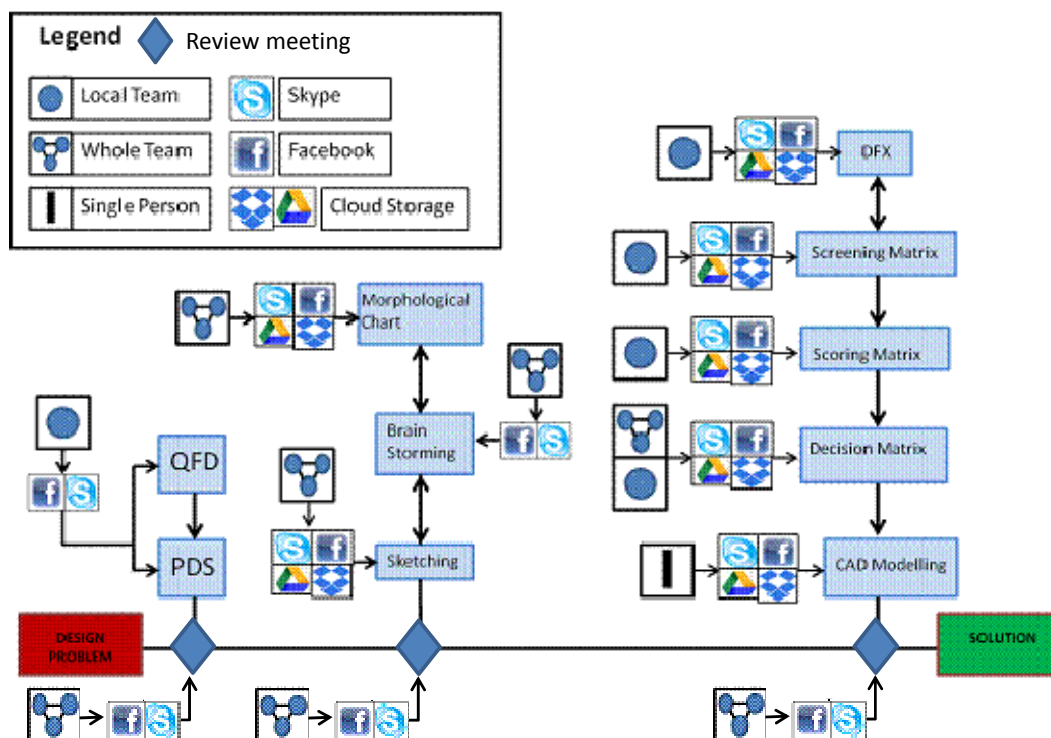 Legend
Review meeting
Local Team
Skype
Whole Team
Facebook
Single Person
Cloud Storage
DFX
Screening Matrix
Morphological
Chart
Scoring Matrix
Brain
Storming
Decision Matrix
QFD
PDS
Sketching
CAD Modelling
DESIGN
PROBLEM
SOLUTION